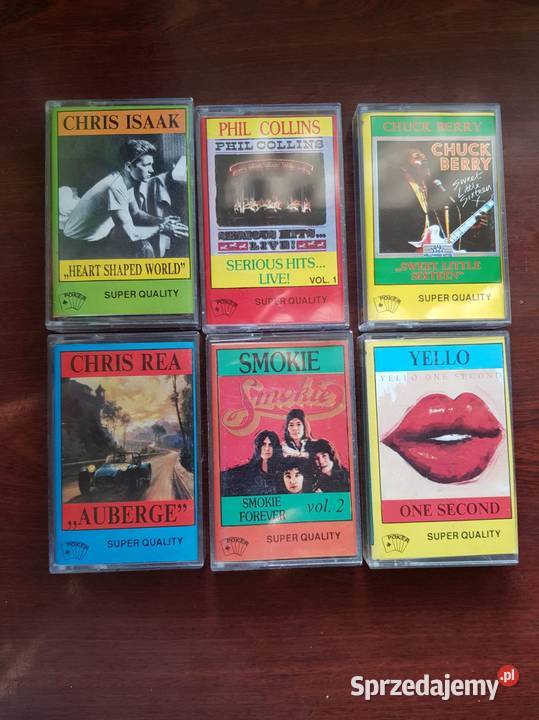 CHRIS ISAAK
„HEART SHAPED WORLD"
POKER
SUPER QUALITY
PHIL COLLINS
PHIL COLLINS
SERIOUS HITS...
LIVE!
SERIOUS HITS...
LIVE!
VOL. 1
POKER
SUPER QUALITY
CHUCK BERRY
CHUCK
BERRY
Sweet
Little
Sixteen
„SWEET LITTLE
SIXTEEN"
POKER
SUPER QUALITY
CHRIS REA
„AUBERGE"
POKER
SUPER QUALITY
SMOKIE
Smokie
SMOKIE
FOREVER
vol. 2
POKER
SUPER QUALITY
YELLO
YELLO ONE SECOND
ONE SECOND
POKER
SUPER QUALITY
Sprzedajemy.pl